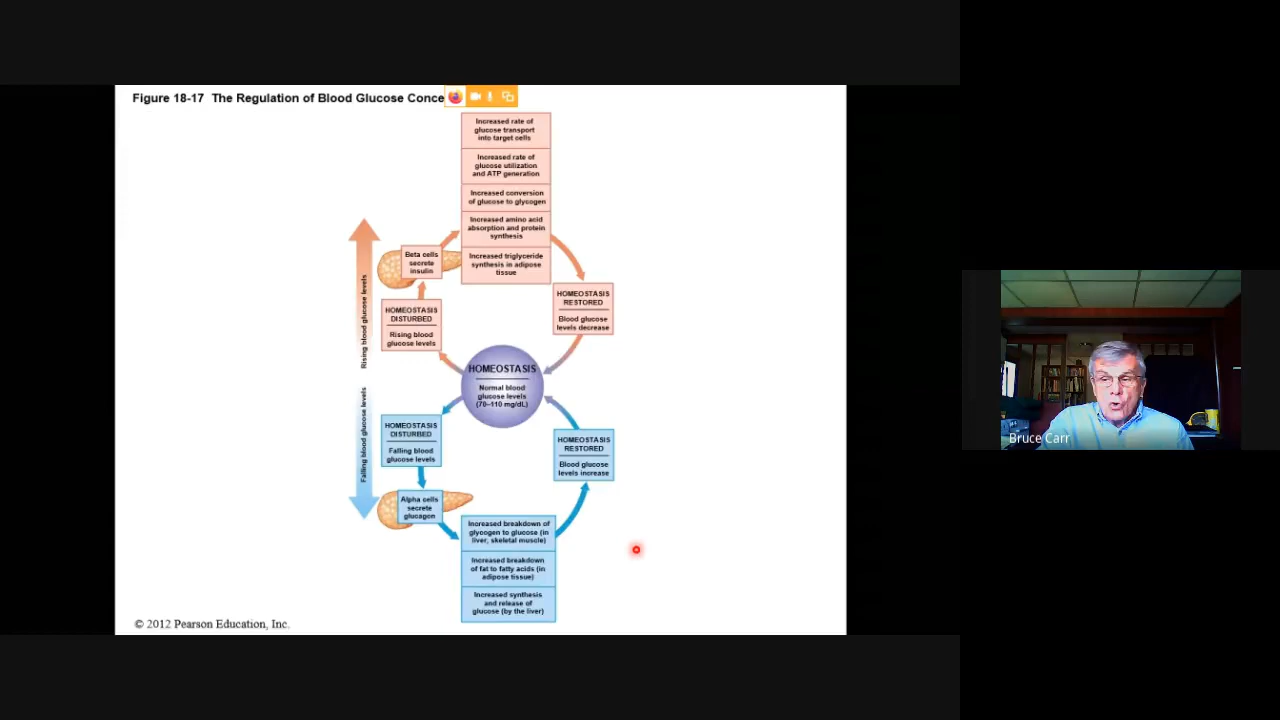 Figure 18-17 The Regulation of Blood Glucose Conce
Increased rate of
glucose transport
into target cells
Increased rate of
glucose utilization
and ATP generation
Increased conversion
of glucose to glycogen
Increased amino acid
absorption and protein
synthesis
Increased triglyceride
synthesis in adipose
tissue
Beta cells
secrete
insulin
HOMEOSTASIS
DISTURBED
Rising blood
glucose levels
Rising blood glucose levels
HOMEOSTASIS
RESTORED
Blood glucose
levels decrease
HOMEOSTASIS
Normal blood
glucose levels
(70–110 mg/dL)
Falling blood glucose levels
HOMEOSTASIS
DISTURBED
Falling blood
glucose levels
HOMEOSTASIS
RESTORED
Blood glucose
levels increase
Alpha cells
secrete
glucagon
Increased breakdown of
glycogen to glucose (in
liver, skeletal muscle)
Increased breakdown
of fat to fatty acids (in
adipose tissue)
Increased synthesis
and release of
glucose (by the liver)
© 2012 Pearson Education, Inc.
Bruce Carr